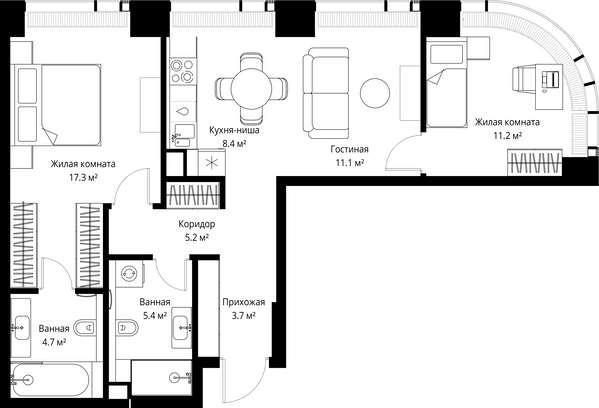 Жилая комната
17.3 м²
Кухня-ниша
8.4 м²
Гостиная
11.1 м²
Жилая комната
11.2 м²
Коридор
5.2 м²
Ванная
4.7 м²
Ванная
5.4 м²
Прихожая
3.7 м²